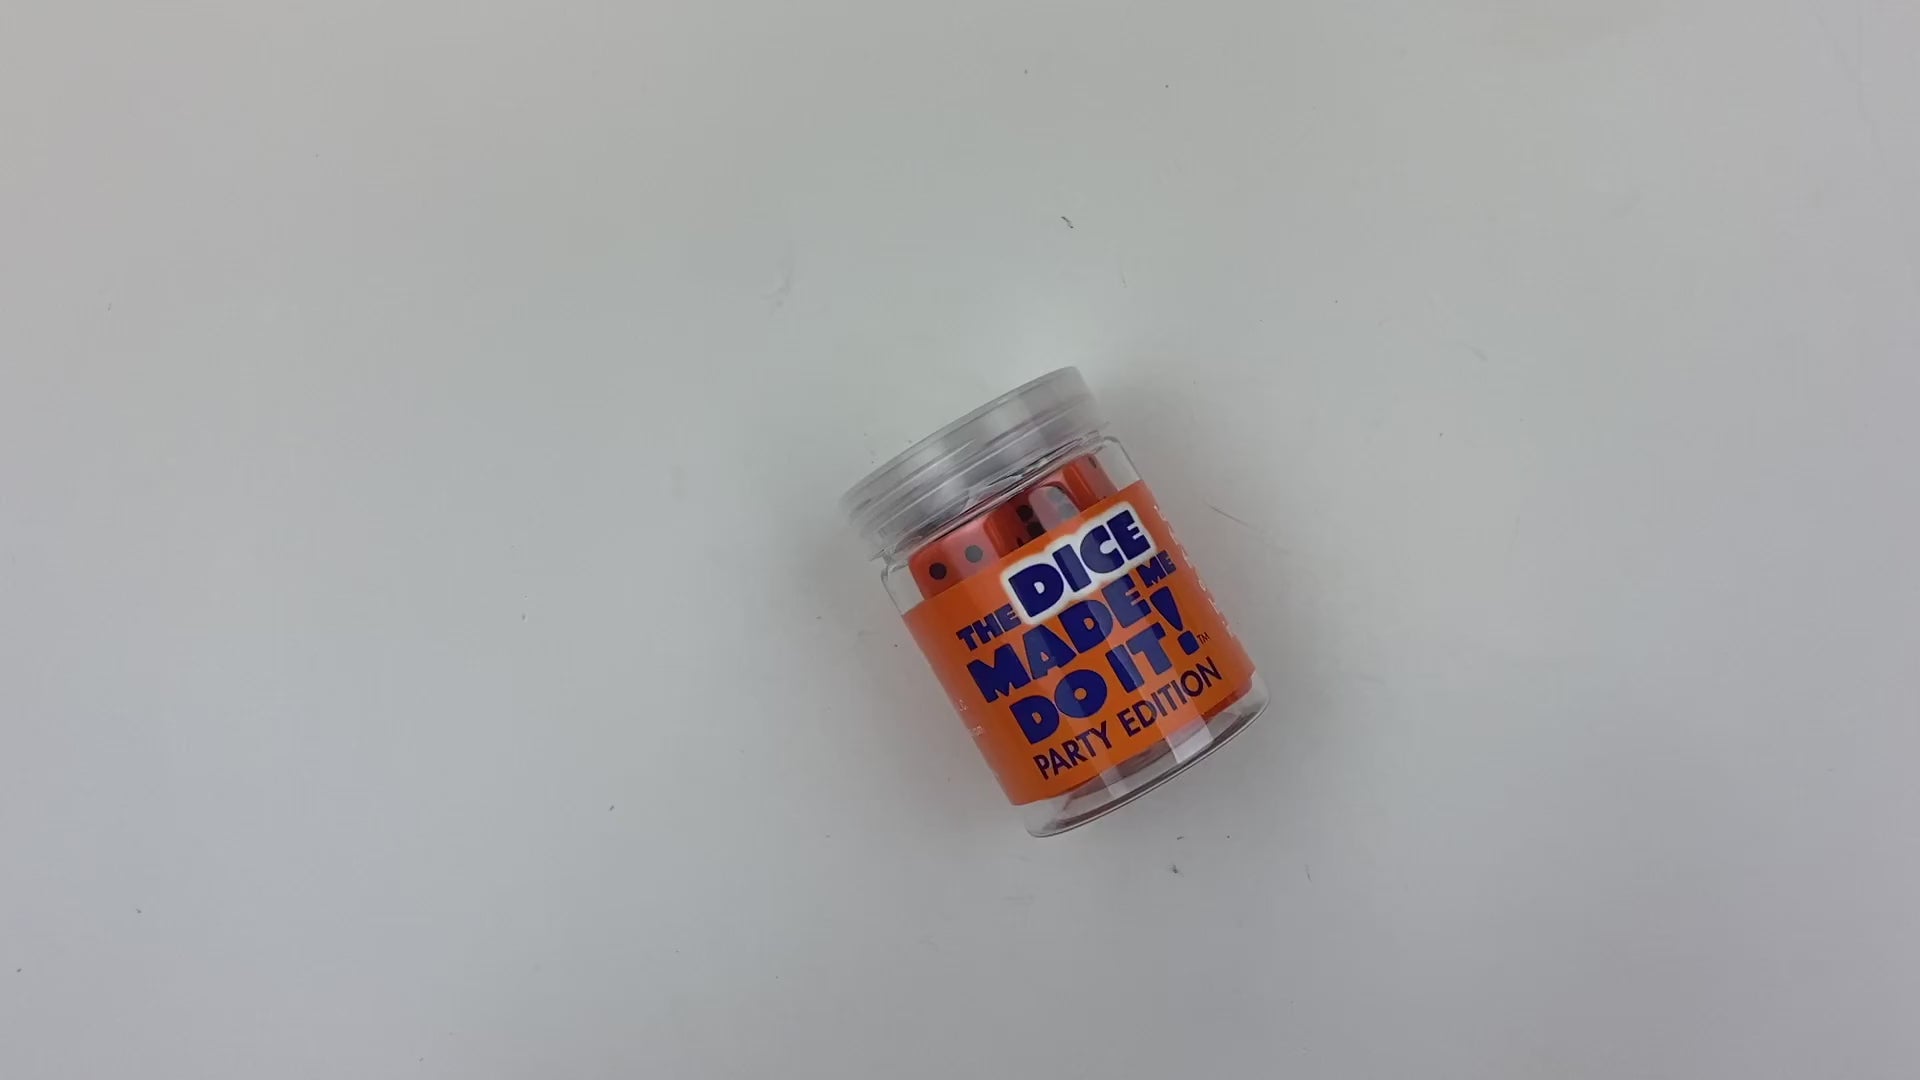 THE DICE
MADE ME
DO IT!™
PARTY EDITION